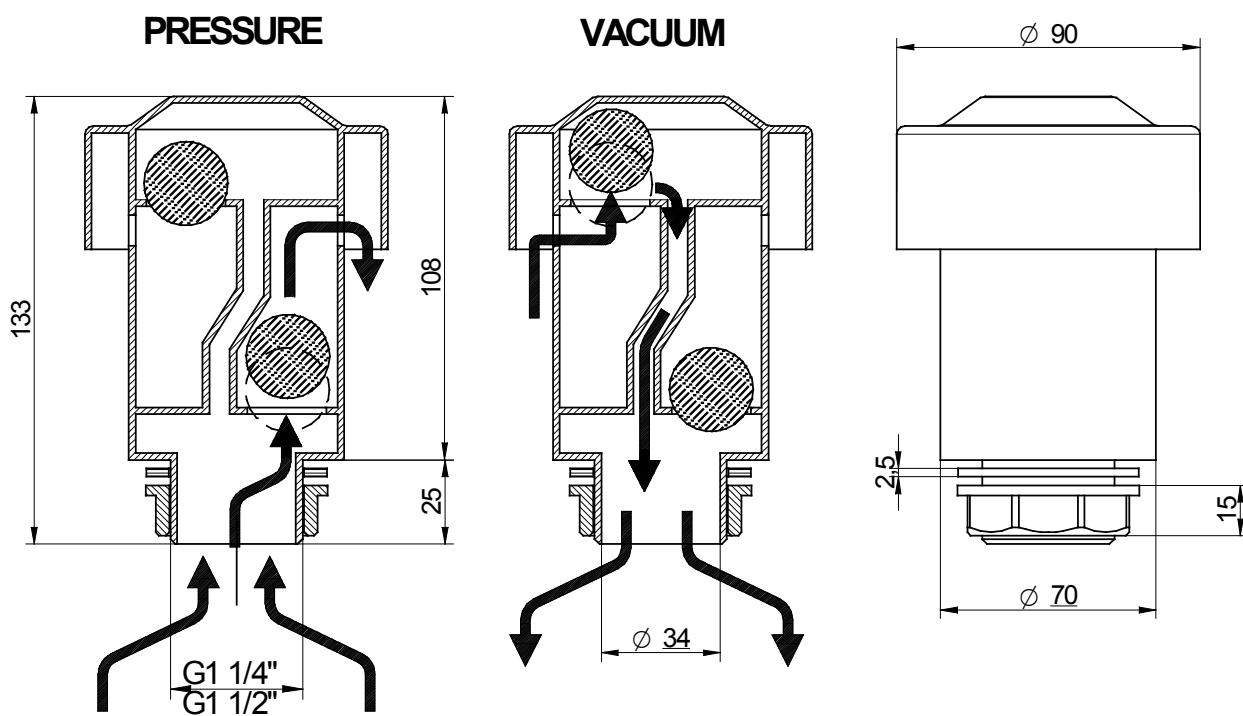 PRESSURE
VACUUM
∅ 90
133
108
25
2,5
15
∅ 70
∅ 34
G1 1/4"
G1 1/2"